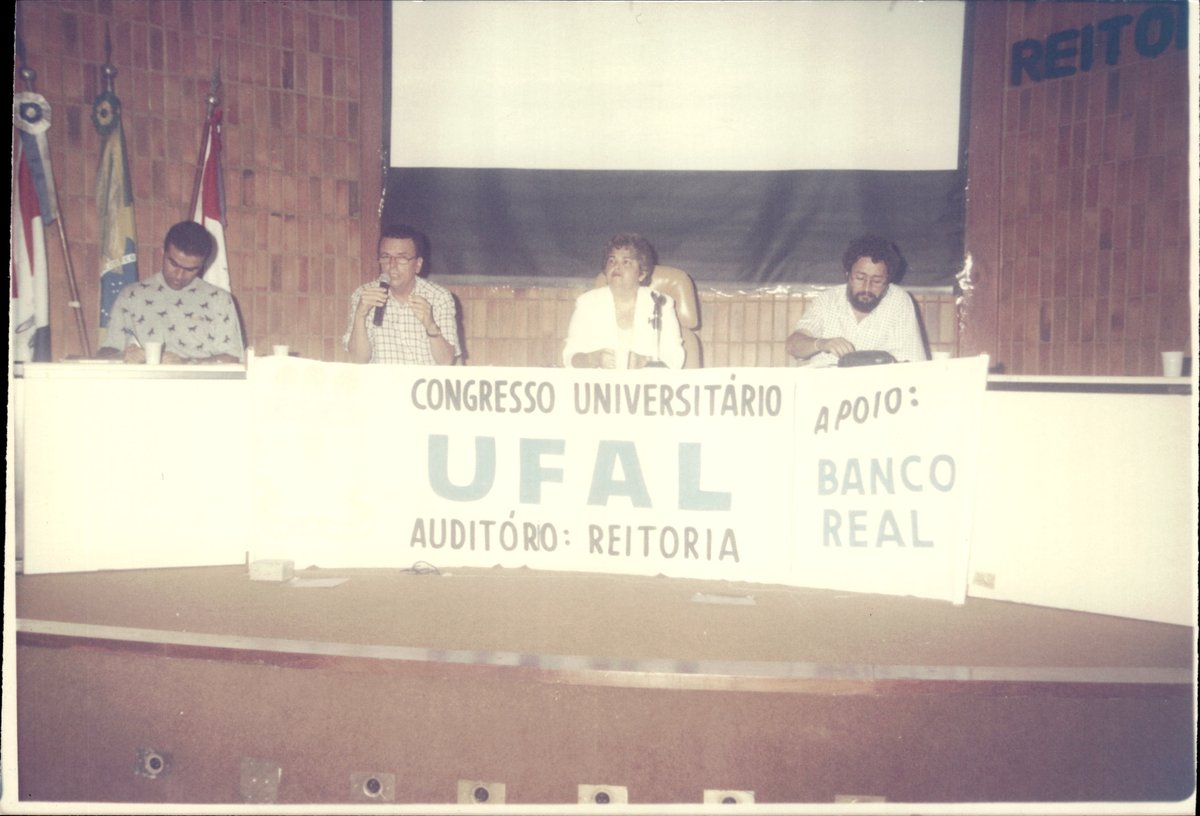 REITO
CONGRESSO UNIVERSITÁRIO
UFAL
AUDITÓRIO: REITORIA
APOIO:
BANCO
REAL